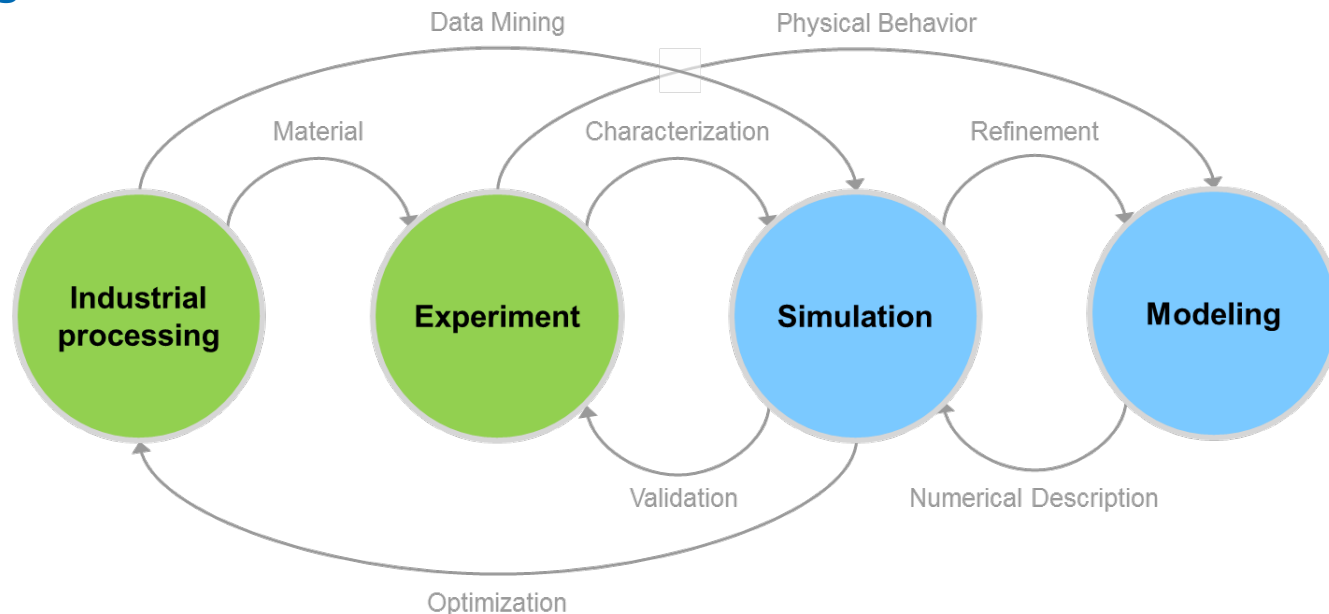 Data Mining
Physical Behavior
Material
Characterization
Refinement
Industrial
processing
Experiment
Simulation
Modeling
Validation
Numerical Description
Optimization